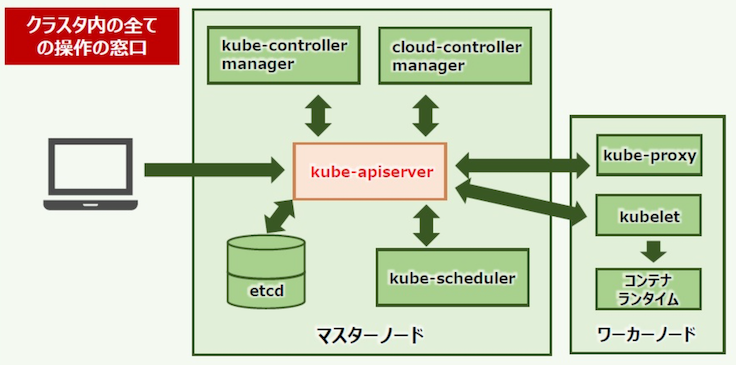 クラスタ内の全て
の操作の窓口
kube-controller
manager
cloud-controller
manager
kube-apiserver
kube-proxy
kubelet
etcd
kube-scheduler
コンテナ
ランタイム
マスターノード
ワーカーノード